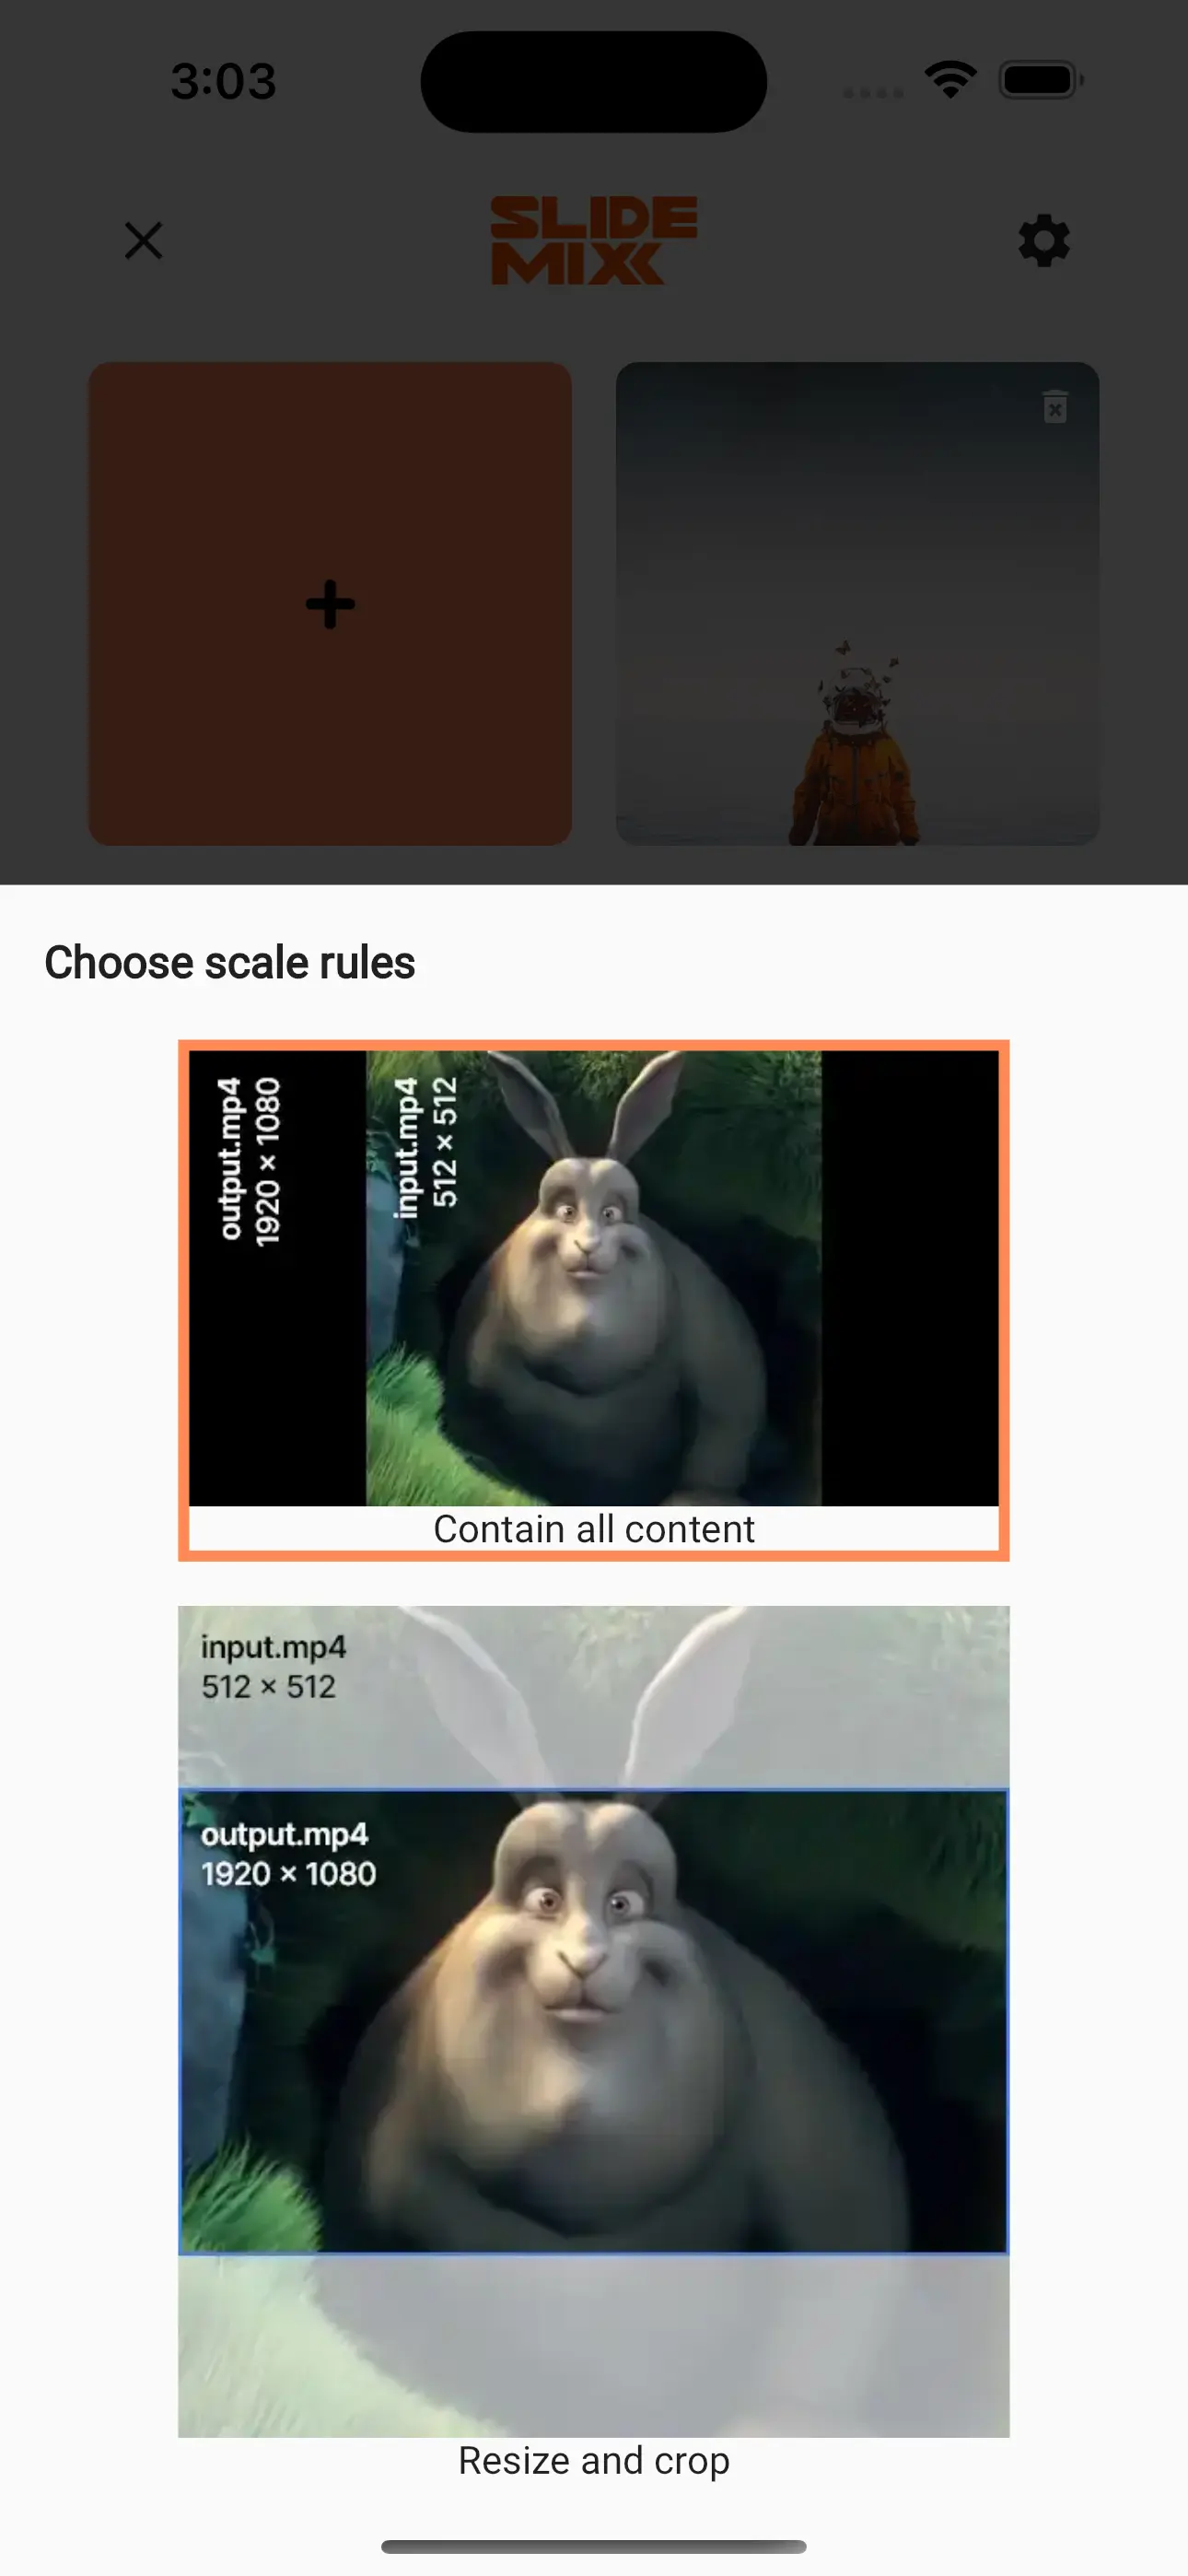 3:03
SLIDE
MIX
Choose scale rules
output.mp4
1920 × 1080
input.mp4
512 × 512
Contain all content
input.mp4
512 × 512
output.mp4
1920 × 1080
Resize and crop